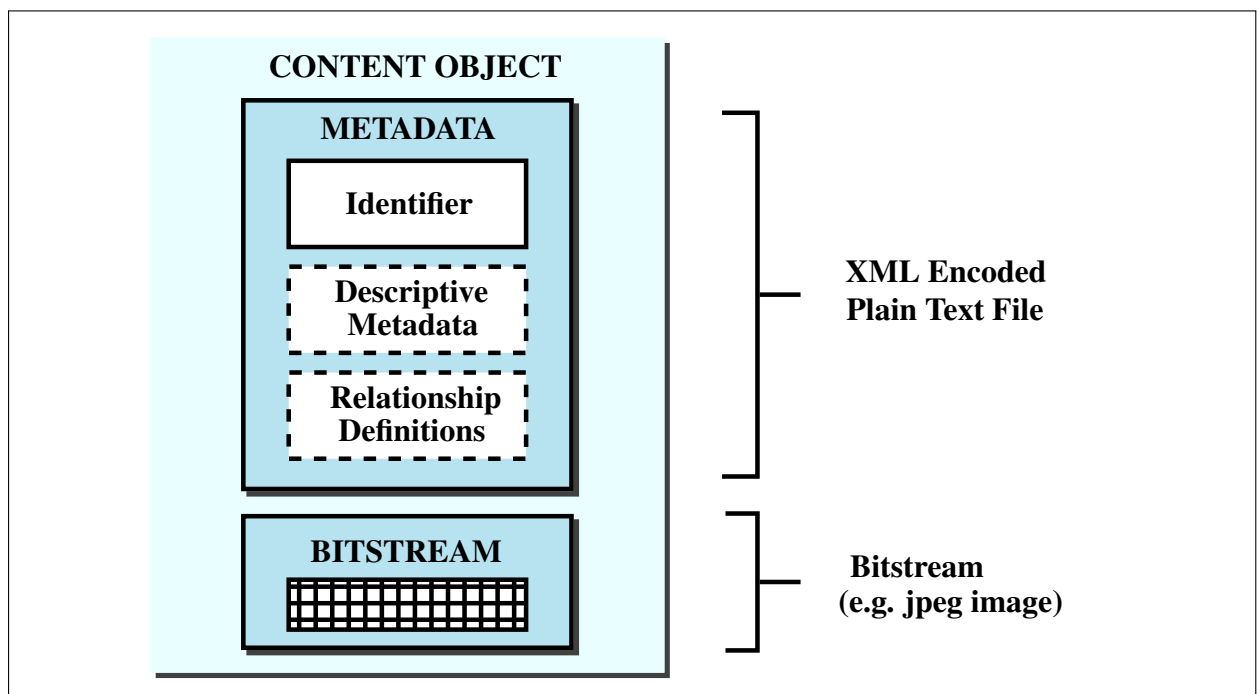 CONTENT OBJECT
METADATA
Identifier
Descriptive
Metadata
Relationship
Definitions
XML Encoded
Plain Text File
BITSTREAM
Bitstream
(e.g. jpeg image)